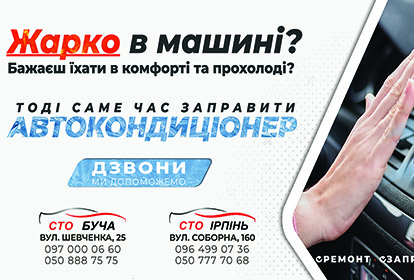 Жарко в машині?
Бажаєш їхати в комфорті та прохолоді?
ТОДІ САМЕ ЧАС ЗАПРАВИТИ
АВТОКОНДИЦІОНЕР
ДЗВОНИ
МИ ДОПОМОЖЕМО
СТО БУЧА
ВУЛ. ШЕВЧЕНКА, 25
097 000 06 60
050 888 75 75
СТО ІРПІНЬ
ВУЛ. СОБОРНА, 160
096 499 07 36
050 777 70 68
РЕМОНТ ЗАПР